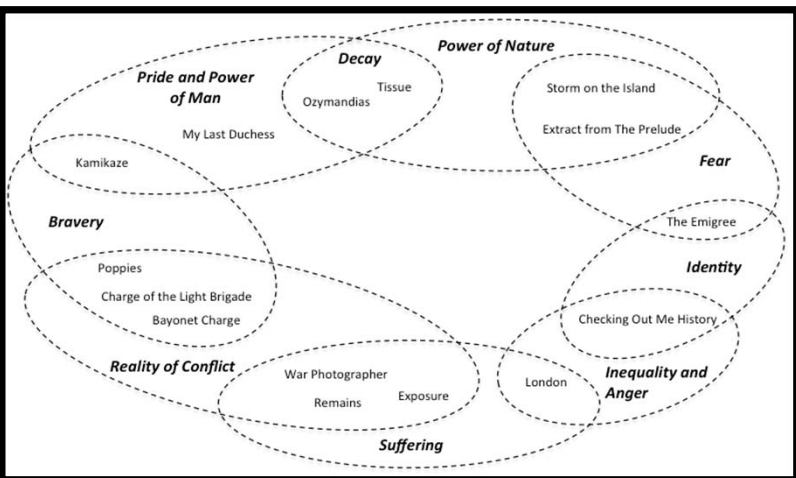 Power of Nature
Decay
Pride and Power
of Man
Tissue
Ozymandias
Storm on the Island
My Last Duchess
Extract from The Prelude
Kamikaze
Fear
Bravery
The Emigree
Poppies
Identity
Charge of the Light Brigade
Bayonet Charge
Checking Out Me History
Reality of Conflict
War Photographer
Remains
Exposure
London
Inequality and
Anger
Suffering